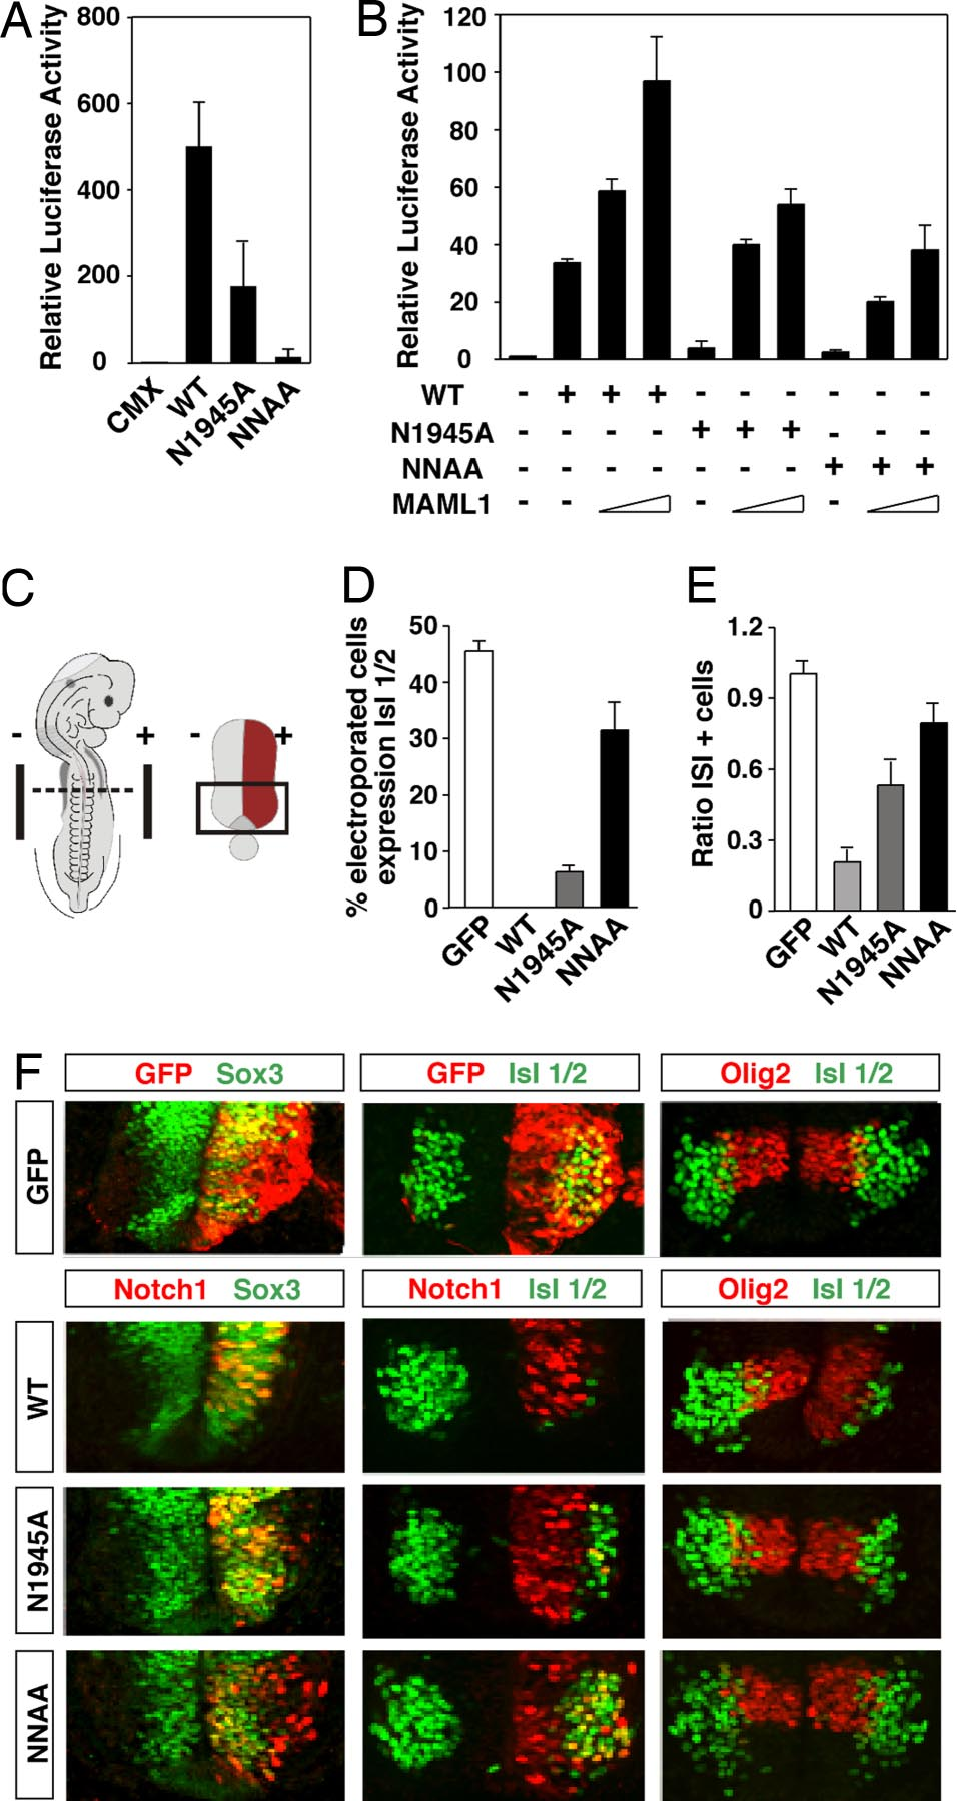 A
Relative Luciferase Activity
800
600
400
200
0
CMX
WT
N1945A
NNAA
B
Relative Luciferase Activity
120
100
80
60
40
20
0
WT - + + + - - - - - -
N1945A - - - - + + + - - -
NNAA - - - - - - - + + +
MAML1 - - - -
C
- +
- +
D
% electroporated cells
expression Isl 1/2
50
40
30
20
10
0
GFP
WT
N1945A
NNAA
E
Ratio ISI + cells
1.2
0.9
0.6
0.3
0
GFP
WT
N1945A
NNAA
F
GFP Sox3
GFP Isl 1/2
Olig2 Isl 1/2
GFP
Notch1 Sox3
Notch1 Isl 1/2
Olig2 Isl 1/2
WT
N1945A
NNAA